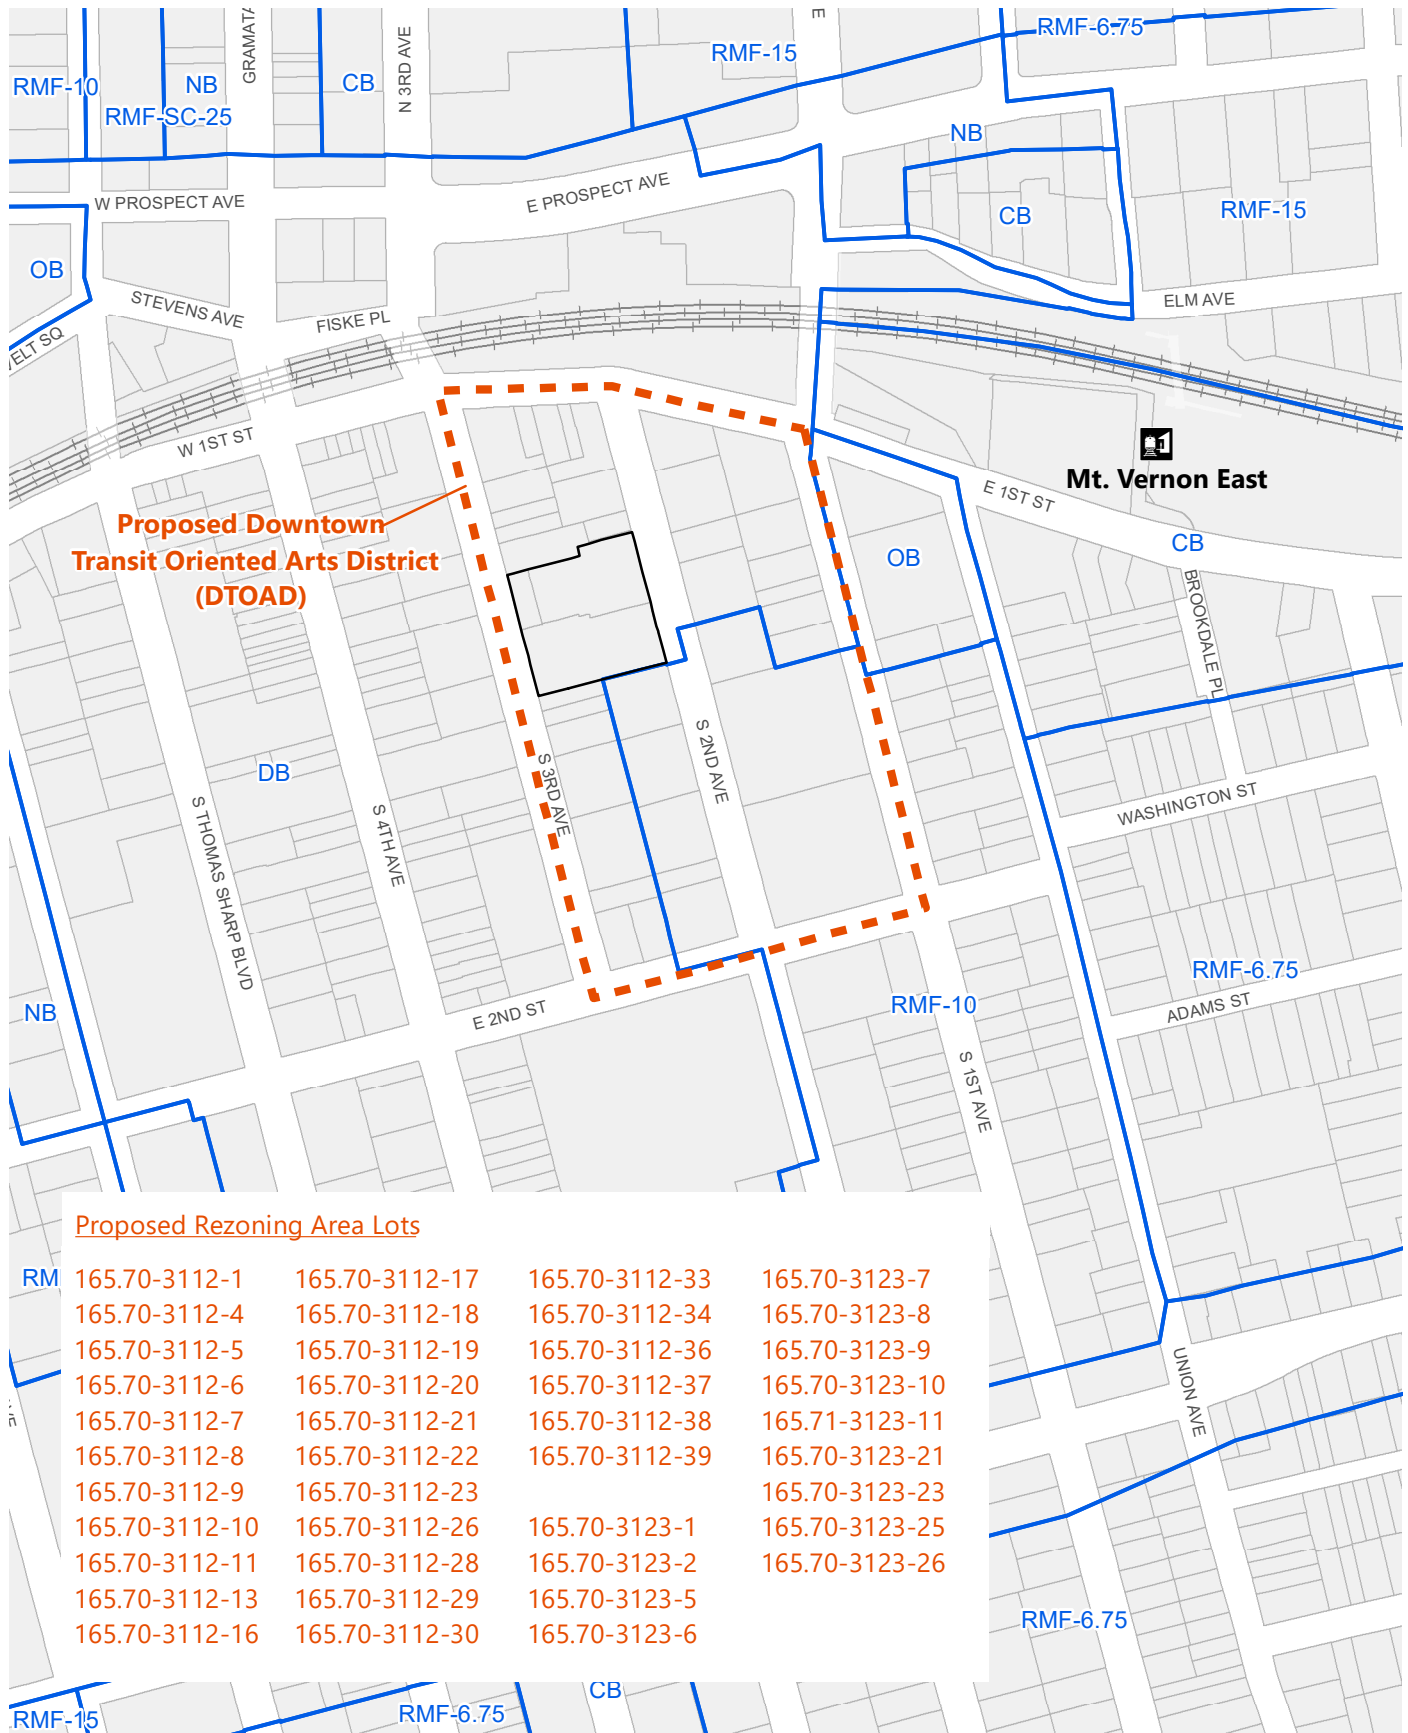 GRAMATA
N 3RD AVE
E
RMF-6.75
RMF-15
RMF-10
NB
CB
RMF-SC-25
NB
W PROSPECT AVE
E PROSPECT AVE
CB
RMF-15
OB
STEVENS AVE
FISKE PL
ELM AVE
VELT SQ
W 1ST ST
Mt. Vernon East
E 1ST ST
Proposed Downtown
Transit Oriented Arts District
(DTOAD)
CB
OB
BROOKDALE PL
S 2ND AVE
S 3RD AVE
DB
S THOMAS SHARP BLVD
S 4TH AVE
WASHINGTON ST
RMF-6.75
NB
E 2ND ST
RMF-10
ADAMS ST
S 1ST AVE
UNION AVE
RM
Proposed Rezoning Area Lots
165.70-3112-1
165.70-3112-4
165.70-3112-5
165.70-3112-6
165.70-3112-7
165.70-3112-8
165.70-3112-9
165.70-3112-10
165.70-3112-11
165.70-3112-13
165.70-3112-16
165.70-3112-17
165.70-3112-18
165.70-3112-19
165.70-3112-20
165.70-3112-21
165.70-3112-22
165.70-3112-23
165.70-3112-26
165.70-3112-28
165.70-3112-29
165.70-3112-30
165.70-3112-33
165.70-3112-34
165.70-3112-36
165.70-3112-37
165.70-3112-38
165.70-3112-39
165.70-3123-1
165.70-3123-2
165.70-3123-5
165.70-3123-6
165.70-3123-7
165.70-3123-8
165.70-3123-9
165.70-3123-10
165.71-3123-11
165.70-3123-21
165.70-3123-23
165.70-3123-25
165.70-3123-26
RMF-6.75
CB
RMF-6.75
RMF-15